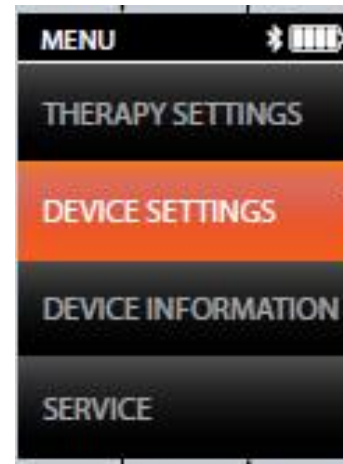 MENU
THERAPY SETTINGS
DEVICE SETTINGS
DEVICE INFORMATION
SERVICE